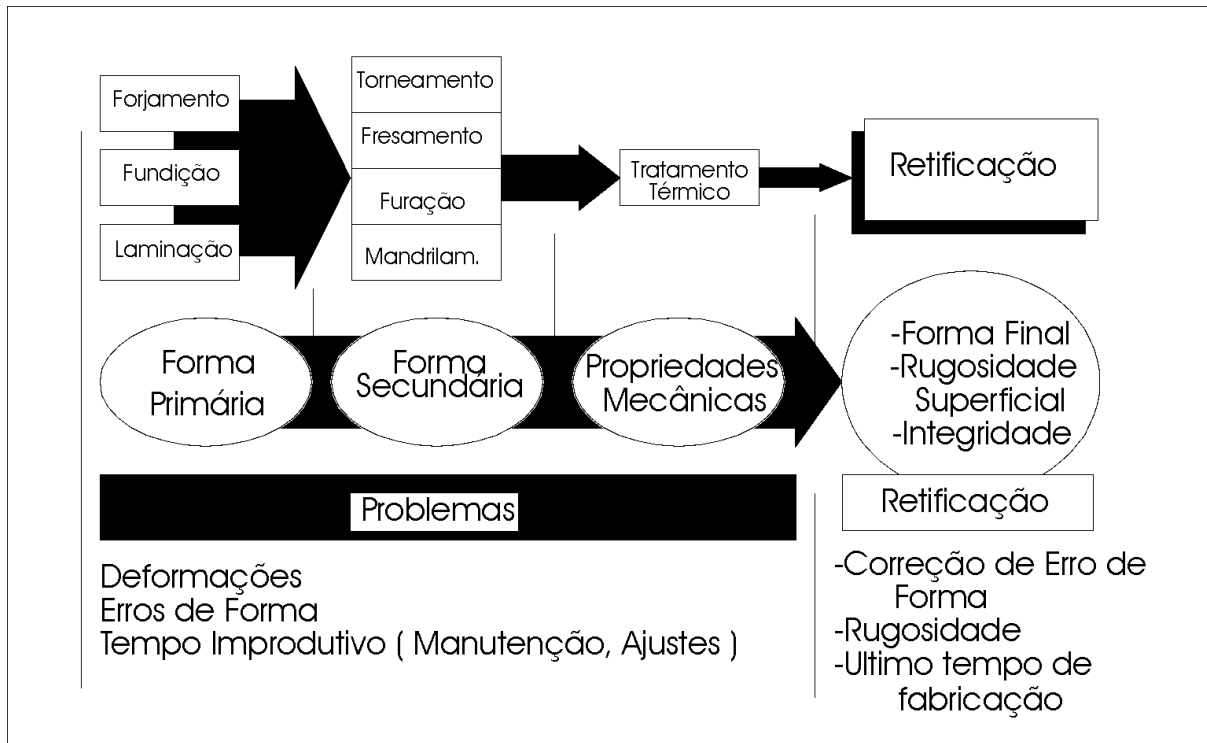 Forjamento
Fundição
Laminação
Torneamento
Fresamento
Furação
Mandrilam.
Tratamento
Térmico
Retificação
Forma
Primária
Forma
Secundária
Propriedades
Mecânicas
-Forma Final
-Rugosidade
Superficial
-Integridade
Problemas
Retificação
Deformações
Erros de Forma
Tempo Improdutivo ( Manutenção, Ajustes )
-Correção de Erro de
Forma
-Rugosidade
-Ultimo tempo de
fabricação